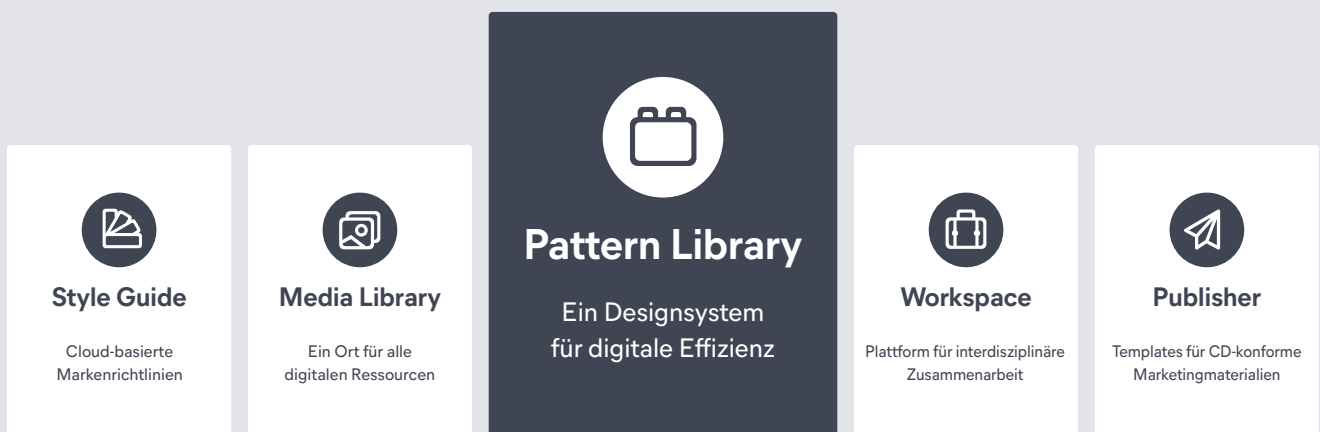 Style Guide
Cloud-basierte
Markenrichtlinien
Media Library
Ein Ort für alle
digitalen Ressourcen
Pattern Library
Ein Designsystem
für digitale Effizienz
Workspace
Plattform für interdisziplinäre
Zusammenarbeit
Publisher
Templates für CD-konforme
Marketingmaterialien